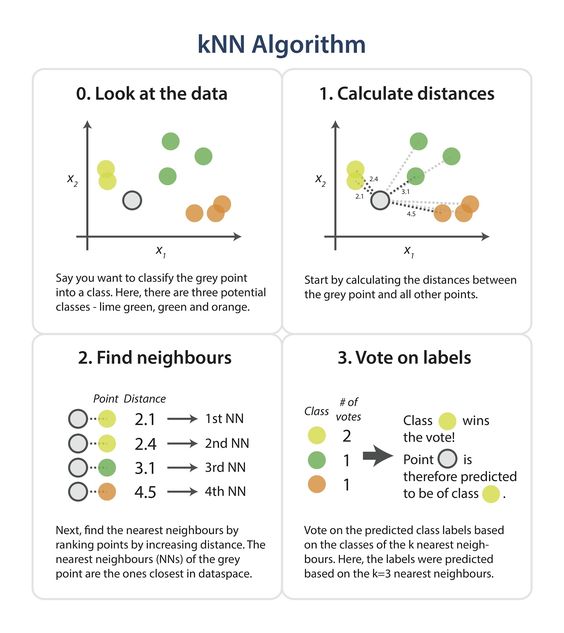 kNN Algorithm
0. Look at the data
x2
x1
Say you want to classify the grey point
into a class. Here, there are three potential
classes - lime green, green and orange.
1. Calculate distances
x2
2.4
2.1
3.1
4.5
x1
Start by calculating the distances between
the grey point and all other points.
2. Find neighbours
Point Distance
2.1 1st NN
2.4 2nd NN
3.1 3rd NN
4.5 4th NN
Next, find the nearest neighbours by
ranking points by increasing distance. The
nearest neighbours (NNs) of the grey
point are the ones closest in dataspace.
3. Vote on labels
Class # of
votes
2
1
1
Class wins
the vote!
Point is
therefore predicted
to be of class .
Vote on the predicted class labels based
on the classes of the k nearest neigh-
bours. Here, the labels were predicted
based on the k=3 nearest neighbours.